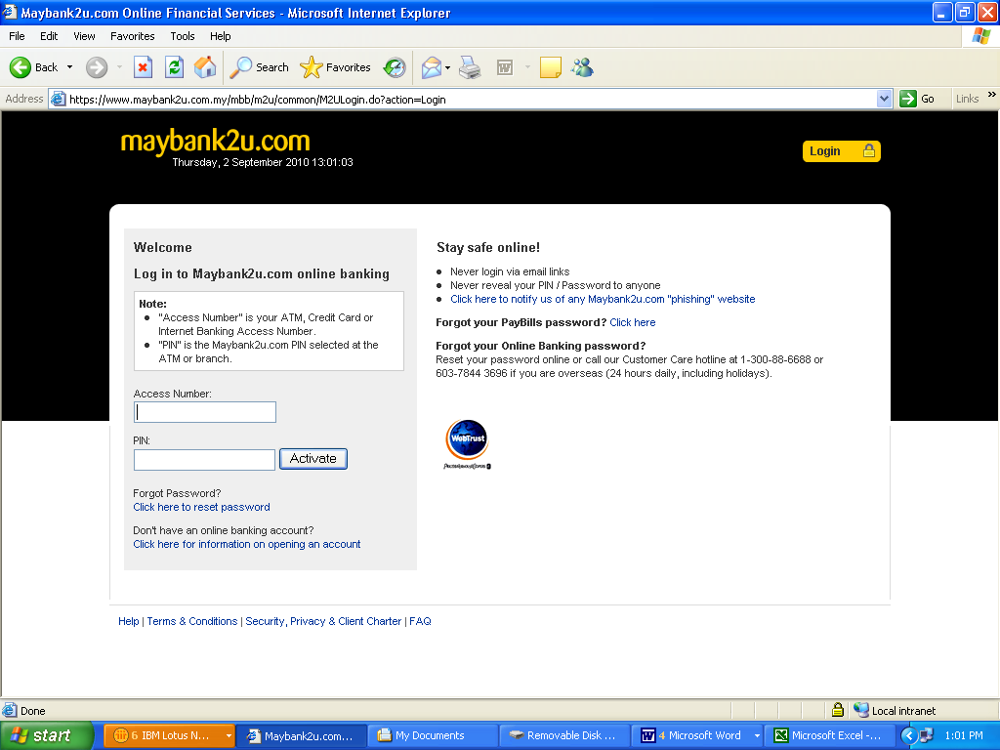 Maybank2u.com Online Financial Services - Microsoft Internet Explorer
File Edit View Favorites Tools Help
Back Search Favorites
Address https://www.maybank2u.com.my/mbb/m2u/common/M2ULogin.do?action=Login Go Links »
maybank2u.com
Thursday, 2 September 2010 13:01:03
Login
Welcome
Log in to Maybank2u.com online banking
Note:
• "Access Number" is your ATM, Credit Card or
Internet Banking Access Number.
• "PIN" is the Maybank2u.com PIN selected at the
ATM or branch.
Access Number:
PIN:
Activate
Forgot Password?
Click here to reset password
Don't have an online banking account?
Click here for information on opening an account
Stay safe online!
• Never login via email links
• Never reveal your PIN / Password to anyone
• Click here to notify us of any Maybank2u.com "phishing" website
Forgot your PayBills password? Click here
Forgot your Online Banking password?
Reset your password online or call our Customer Care hotline at 1-300-88-6688 or
603-7844 3696 if you are overseas (24 hours daily, including holidays).
WebTrust
Help | Terms & Conditions | Security, Privacy & Client Charter | FAQ
Done Local intranet
start 6 IBM Lotus N... Maybank2u.com... My Documents Removable Disk ... 4 Microsoft Word Microsoft Excel -... 1:01 PM